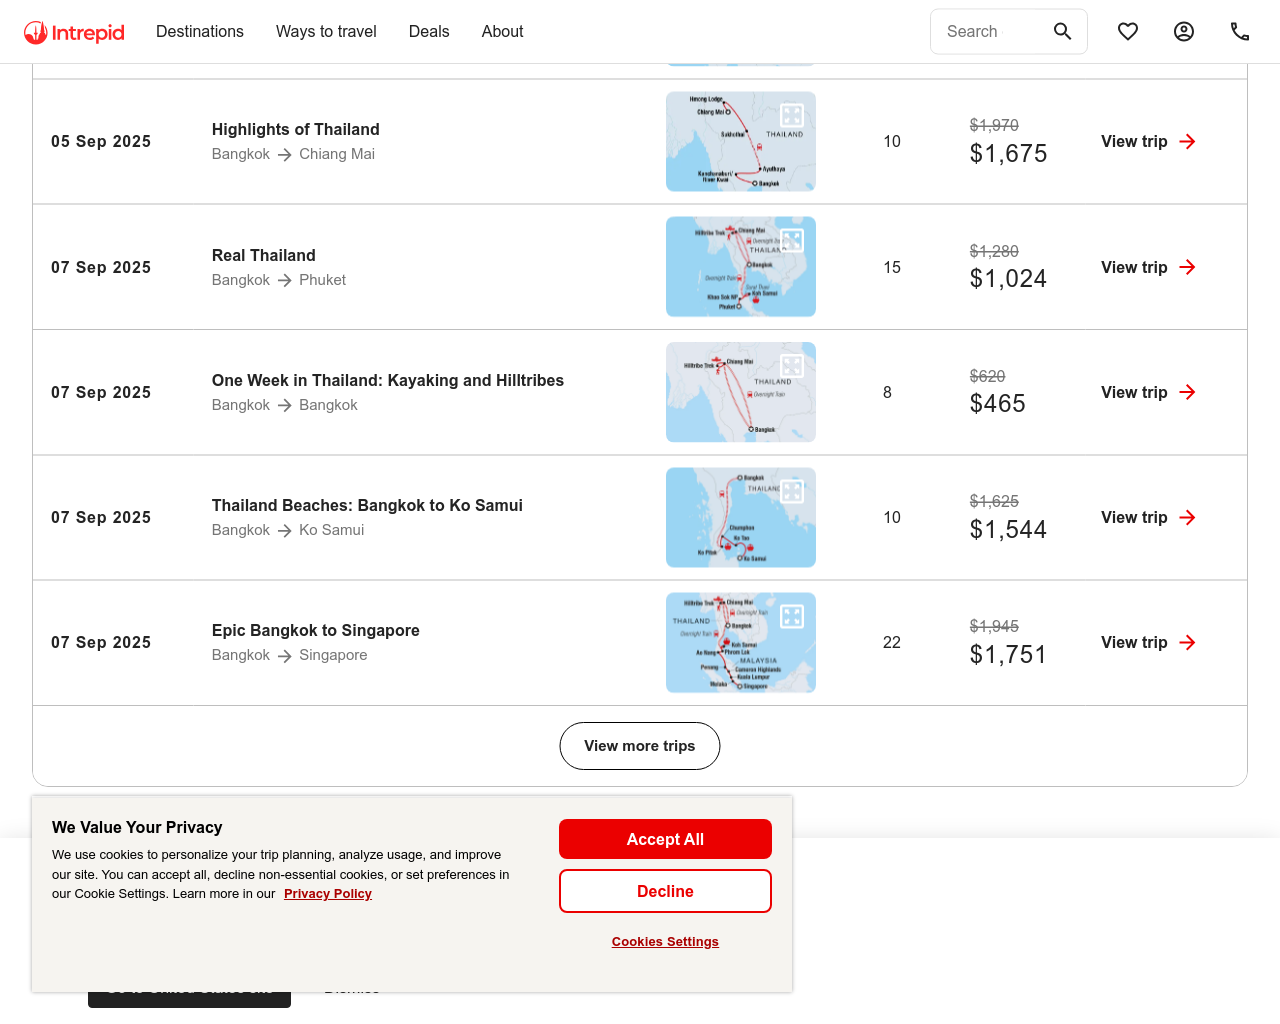 Intrepid
Destinations
Ways to travel
Deals
About
Search
05 Sep 2025
Highlights of Thailand
Bangkok → Chiang Mai
Hmong Lodge
Chiang Mai
Sukhothai
THAILAND
Ayuthaya
Kanchanaburi/
River Kwai
Bangkok
10
$1,970
$1,675
View trip
07 Sep 2025
Real Thailand
Bangkok → Phuket
Hilltribe Trek
Chiang Mai
Overnight Train
THAILAND
Bangkok
Overnight Train
Surat Thani
Koh Samui
Khao Sok NP
Phuket
15
$1,280
$1,024
View trip
07 Sep 2025
One Week in Thailand: Kayaking and Hilltribes
Bangkok → Bangkok
Hilltribe Trek
Chiang Mai
THAILAND
Overnight Train
Bangkok
8
$620
$465
View trip
07 Sep 2025
Thailand Beaches: Bangkok to Ko Samui
Bangkok → Ko Samui
Bangkok
THAILAND
Chumphon
Ko Tao
Ko Pitak
Ko Samui
10
$1,625
$1,544
View trip
07 Sep 2025
Epic Bangkok to Singapore
Bangkok → Singapore
Hilltribe Trek
Chiang Mai
Overnight Train
THAILAND
Bangkok
Overnight Train
Koh Samui
Ao Nang
Phrom Lok
MALAYSIA
Penang
Cameron Highlands
Kuala Lumpur
Melaka
Singapore
22
$1,945
$1,751
View trip
View more trips
We Value Your Privacy
We use cookies to personalize your trip planning, analyze usage, and improve
our site. You can accept all, decline non-essential cookies, or set preferences in
our Cookie Settings. Learn more in our Privacy Policy
Accept All
Decline
Cookies Settings